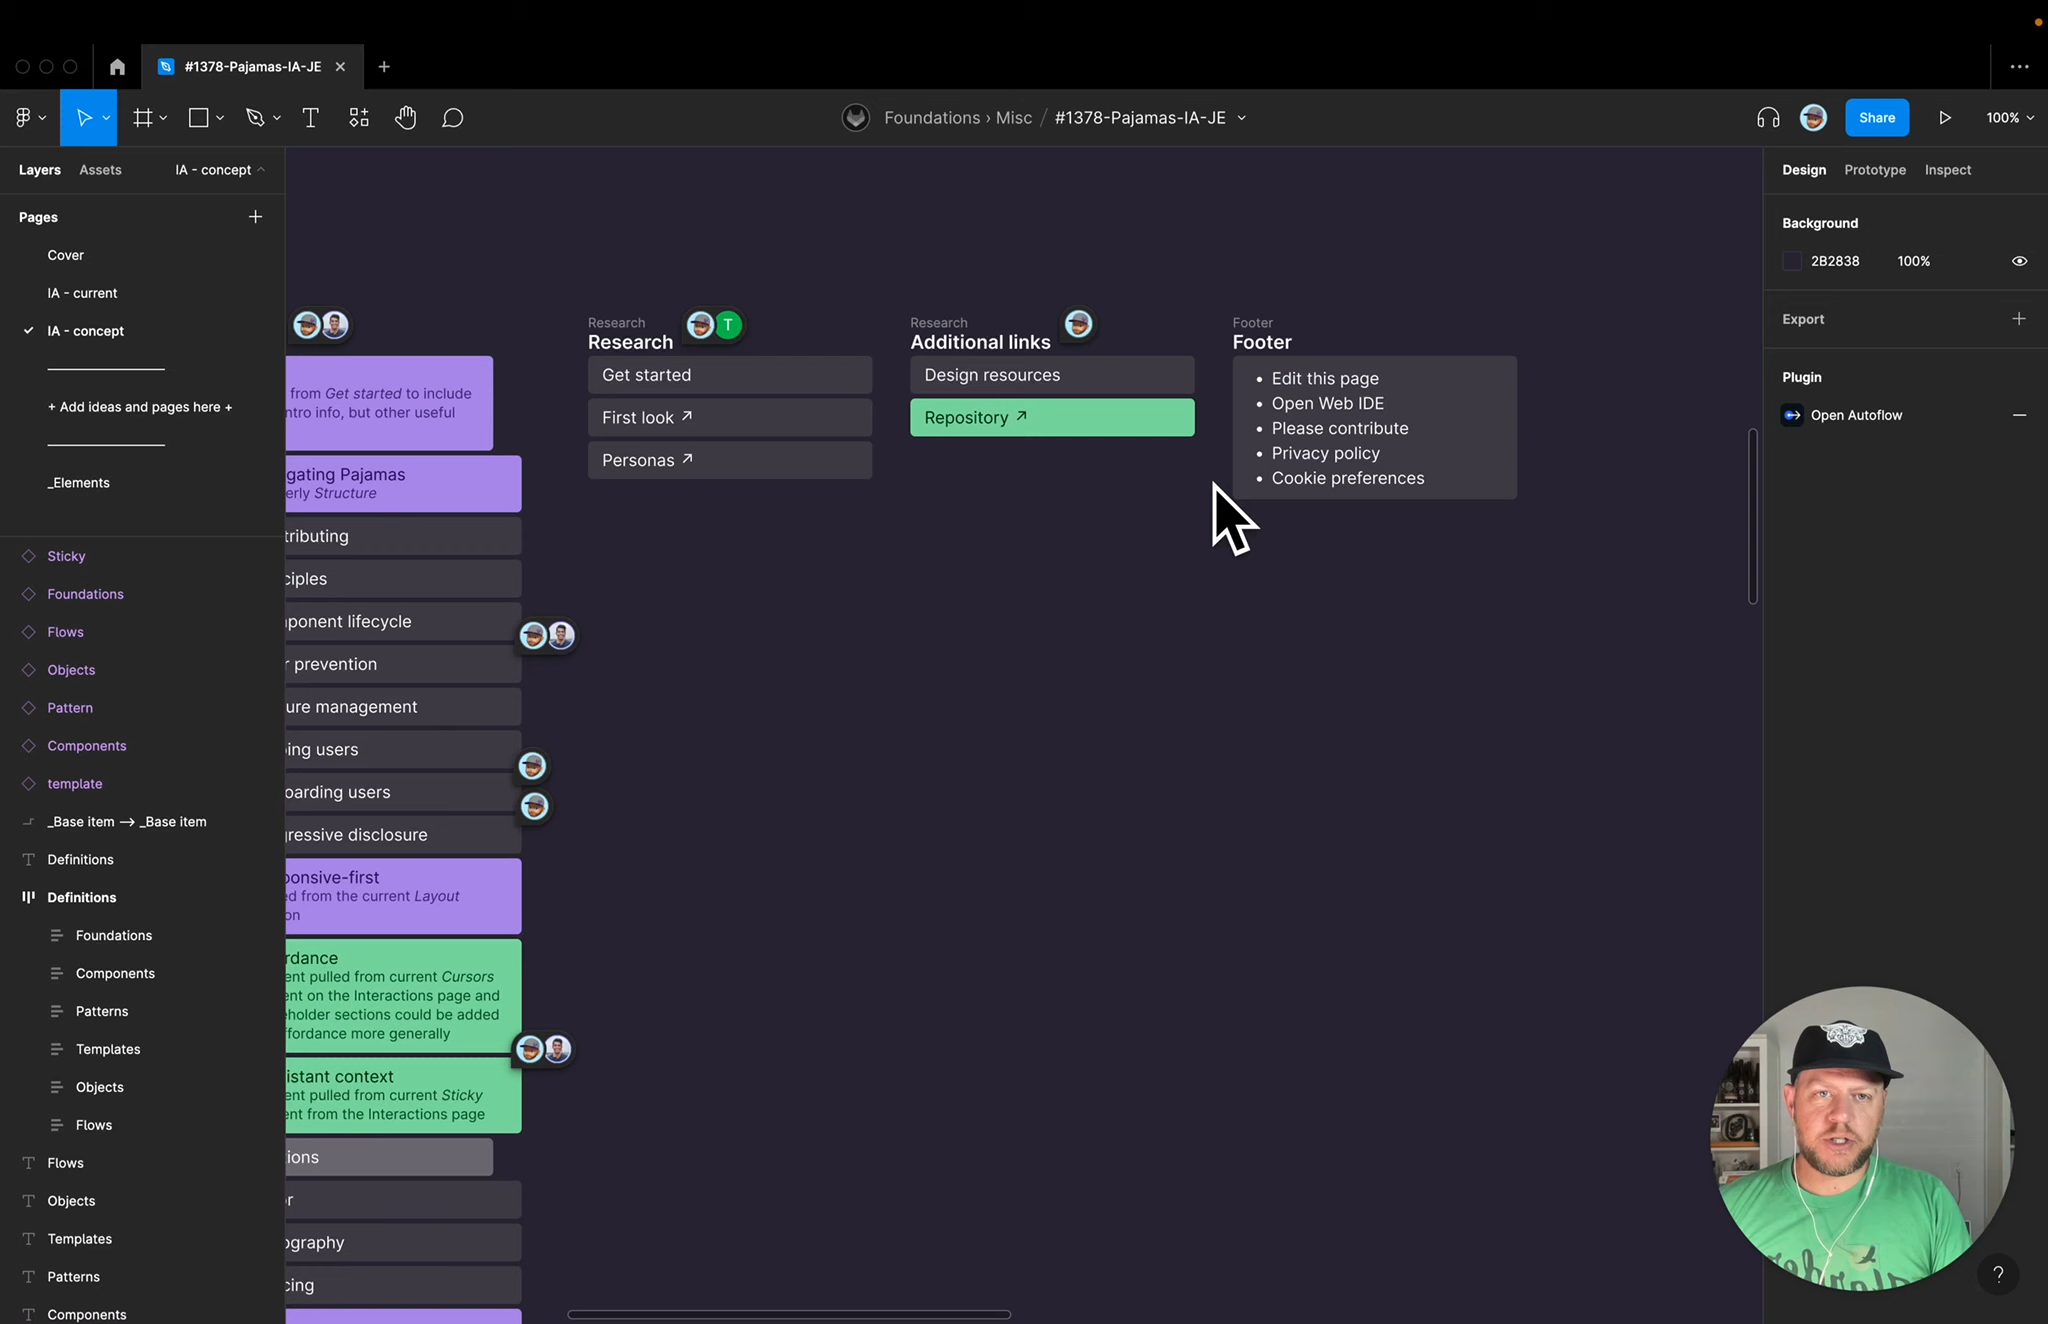 #1378-Pajamas-IA-JE
Foundations › Misc / #1378-Pajamas-IA-JE
Share
100%
Layers
Assets
IA - concept
Pages
Cover
IA - current
IA - concept
+ Add ideas and pages here +
_Elements
Sticky
Foundations
Flows
Objects
Pattern
Components
template
_Base item → _Base item
Definitions
Definitions
Foundations
Components
Patterns
Templates
Objects
Flows
Flows
Objects
Templates
Patterns
Components
from Get started to include
ntro info, but other useful
gating Pajamas
erly Structure
tributing
ciples
ponent lifecycle
r prevention
ure management
ing users
oarding users
ressive disclosure
ponsive-first
ed from the current Layout
on
rdance
ent pulled from current Cursors
ent on the Interactions page and
eholder sections could be added
ffordance more generally
istant context
ent pulled from current Sticky
ent from the Interactions page
ions
r
ography
cing
Research
Research
T
Get started
First look ↗
Personas ↗
Research
Additional links
Design resources
Repository ↗
Footer
Footer
• Edit this page
• Open Web IDE
• Please contribute
• Privacy policy
• Cookie preferences
Design
Prototype
Inspect
Background
2B2838
100%
Export
Plugin
Open Autoflow
?